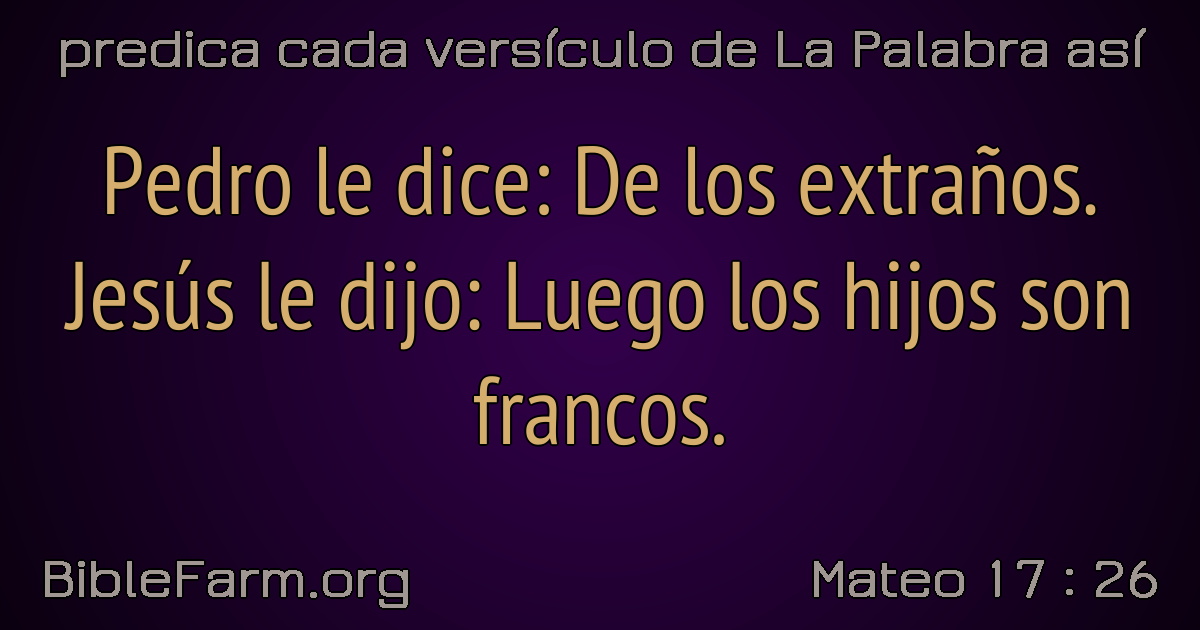 predica cada versículo de La Palabra así
Pedro le dice: De los extraños.
Jesús le dijo: Luego los hijos son
francos.
BibleFarm.org
Mateo 17 : 26